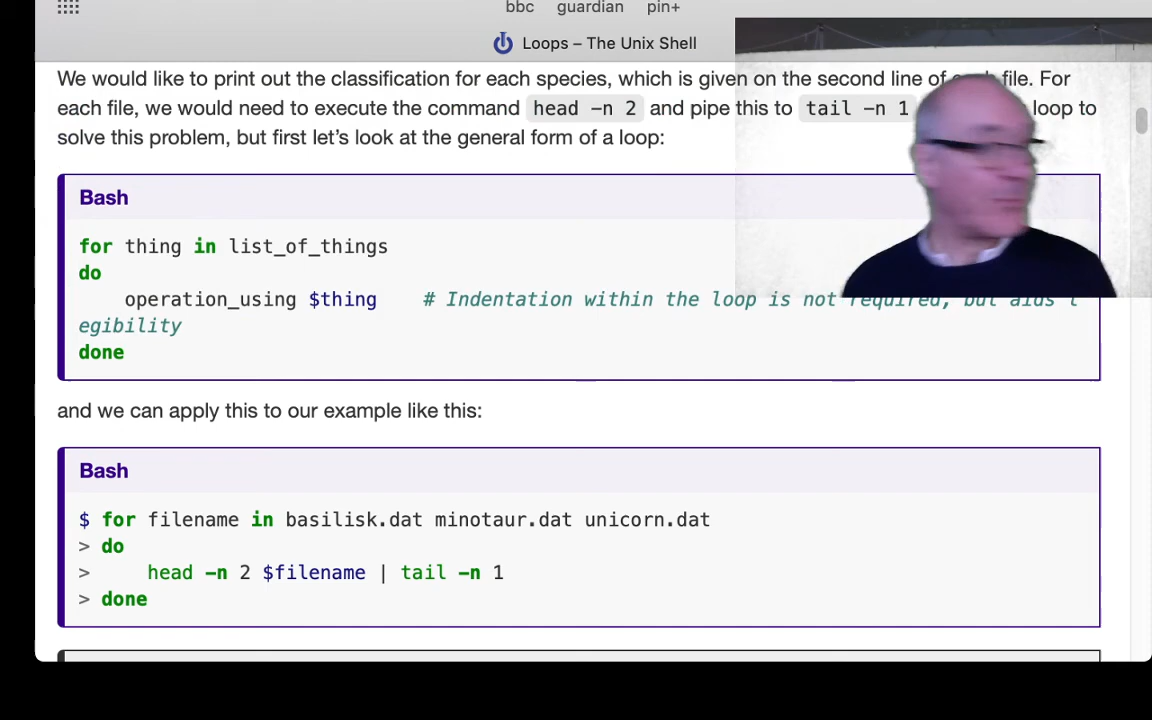 bbc guardian pin+
Loops – The Unix Shell
We would like to print out the classification for each species, which is given on the second line of each file. For
each file, we would need to execute the command head -n 2 and pipe this to tail -n 1 loop to
solve this problem, but first let's look at the general form of a loop:
Bash
for thing in list_of_things
do
operation_using $thing # Indentation within the loop is not required, but aids l
egibility
done
and we can apply this to our example like this:
Bash
$ for filename in basilisk.dat minotaur.dat unicorn.dat
> do
> head -n 2 $filename | tail -n 1
> done